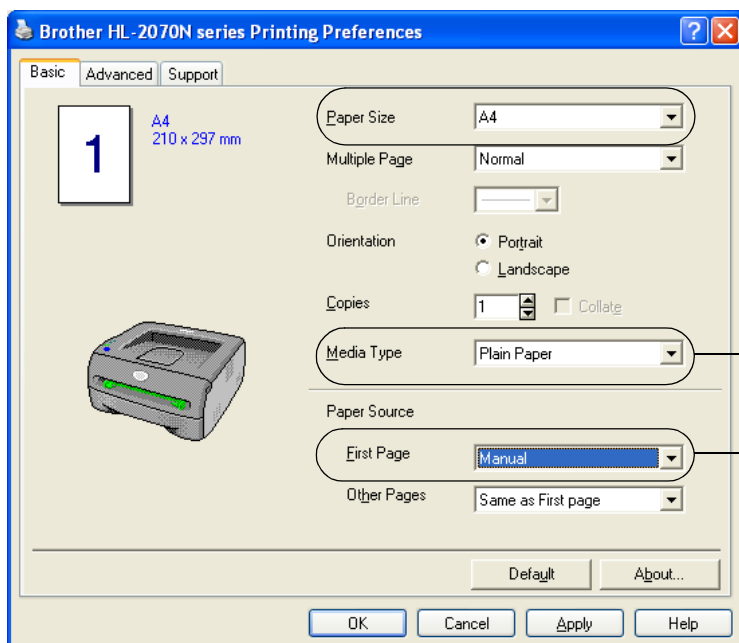 Brother HL-2070N series Printing Preferences
Basic Advanced Support
1
A4
210 x 297 mm
Paper Size A4
Multiple Page Normal
Border Line
Orientation Portrait
Landscape
Copies 1 Collate
Media Type Plain Paper
Paper Source
First Page Manual
Other Pages Same as First page
Default About...
OK Cancel Apply Help